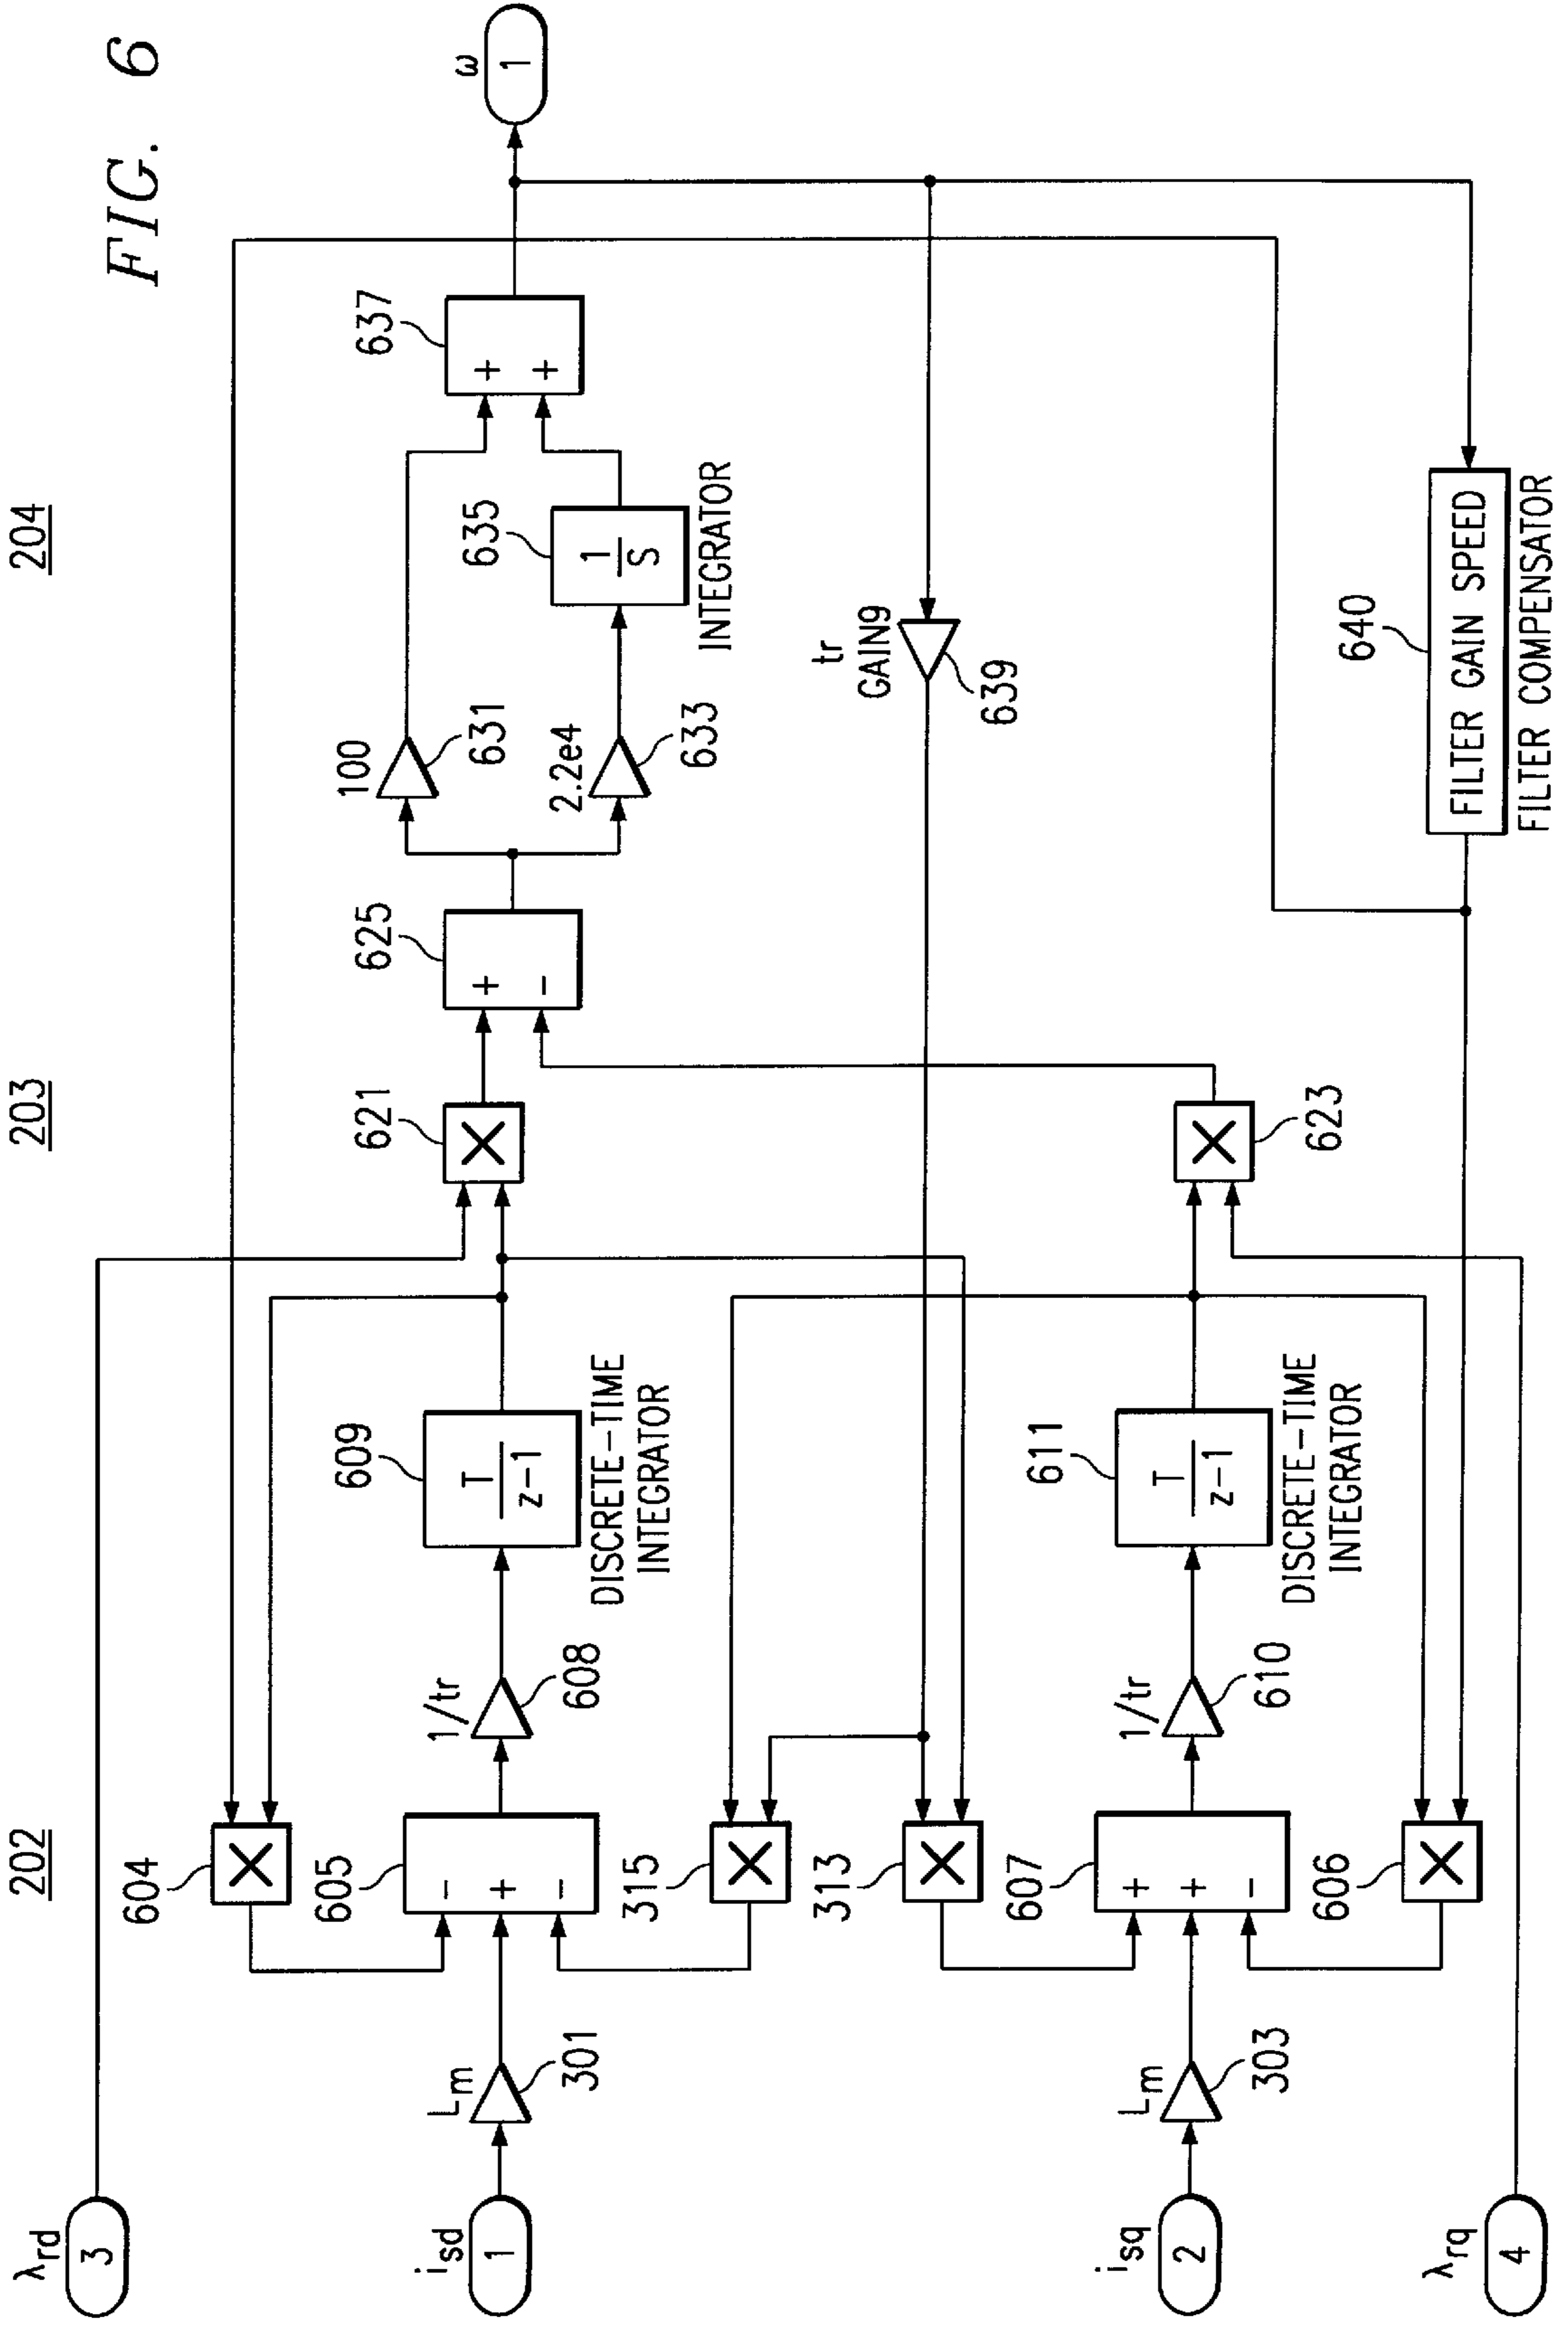 FIG. 6
202
203
204
λrd
3
604
605
−
+
−
isd
1
Lm
301
1/tr
608
609
T
z−1
DISCRETE-TIME
INTEGRATOR
621
625
+
−
100
631
2.2e4
633
635
1
S
INTEGRATOR
637
+
+
ω
1
315
313
tr
GAIN9
639
isq
2
Lm
303
607
+
+
−
1/tr
610
611
T
z−1
DISCRETE-TIME
INTEGRATOR
623
606
640
FILTER GAIN SPEED
FILTER COMPENSATOR
λrq
4